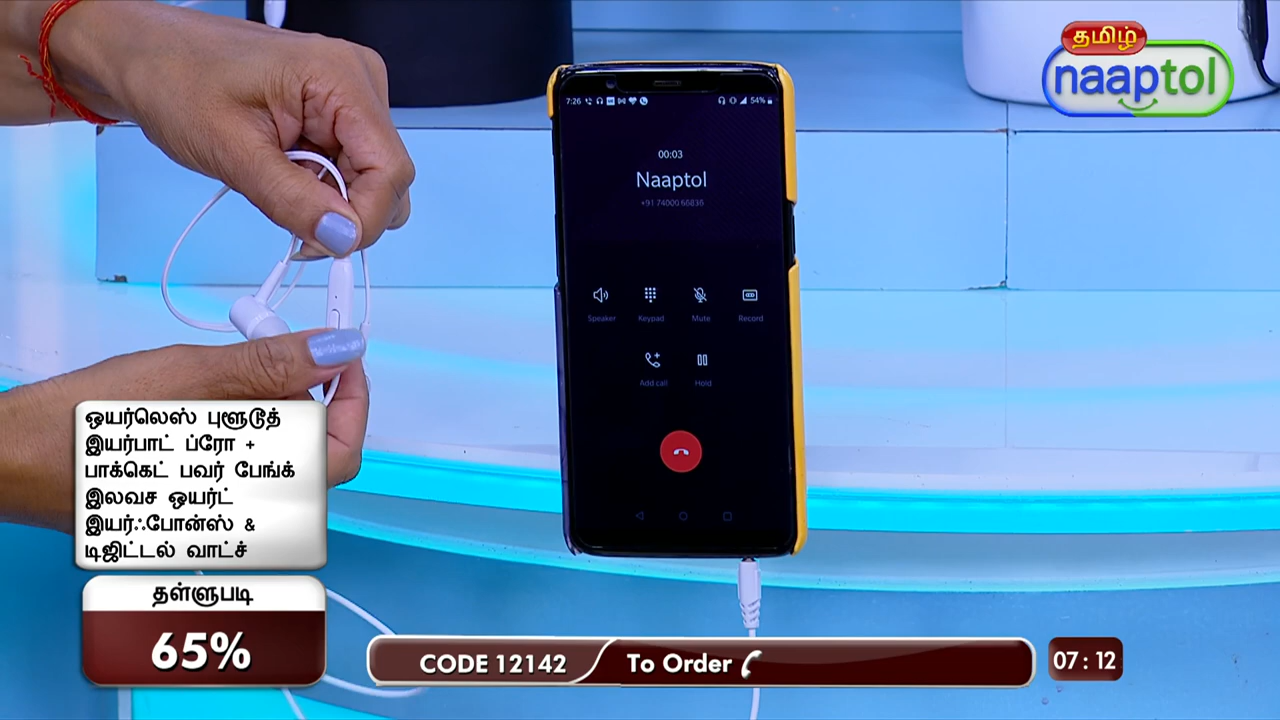 தமிழ்
naaptol
7:26
54%
00:03
Naaptol
+91 74000 66836
Speaker Keypad Mute Record
Add call Hold
ஒயர்லெஸ் புளூடூத்
இயர்பாட் ப்ரோ +
பாக்கெட் பவர் பேங்க்
இலவச ஒயர்ட்
இயர்ஃபோன்ஸ் &
டிஜிட்டல் வாட்ச்
தள்ளுபடி
65%
CODE 12142 To Order
07 : 12